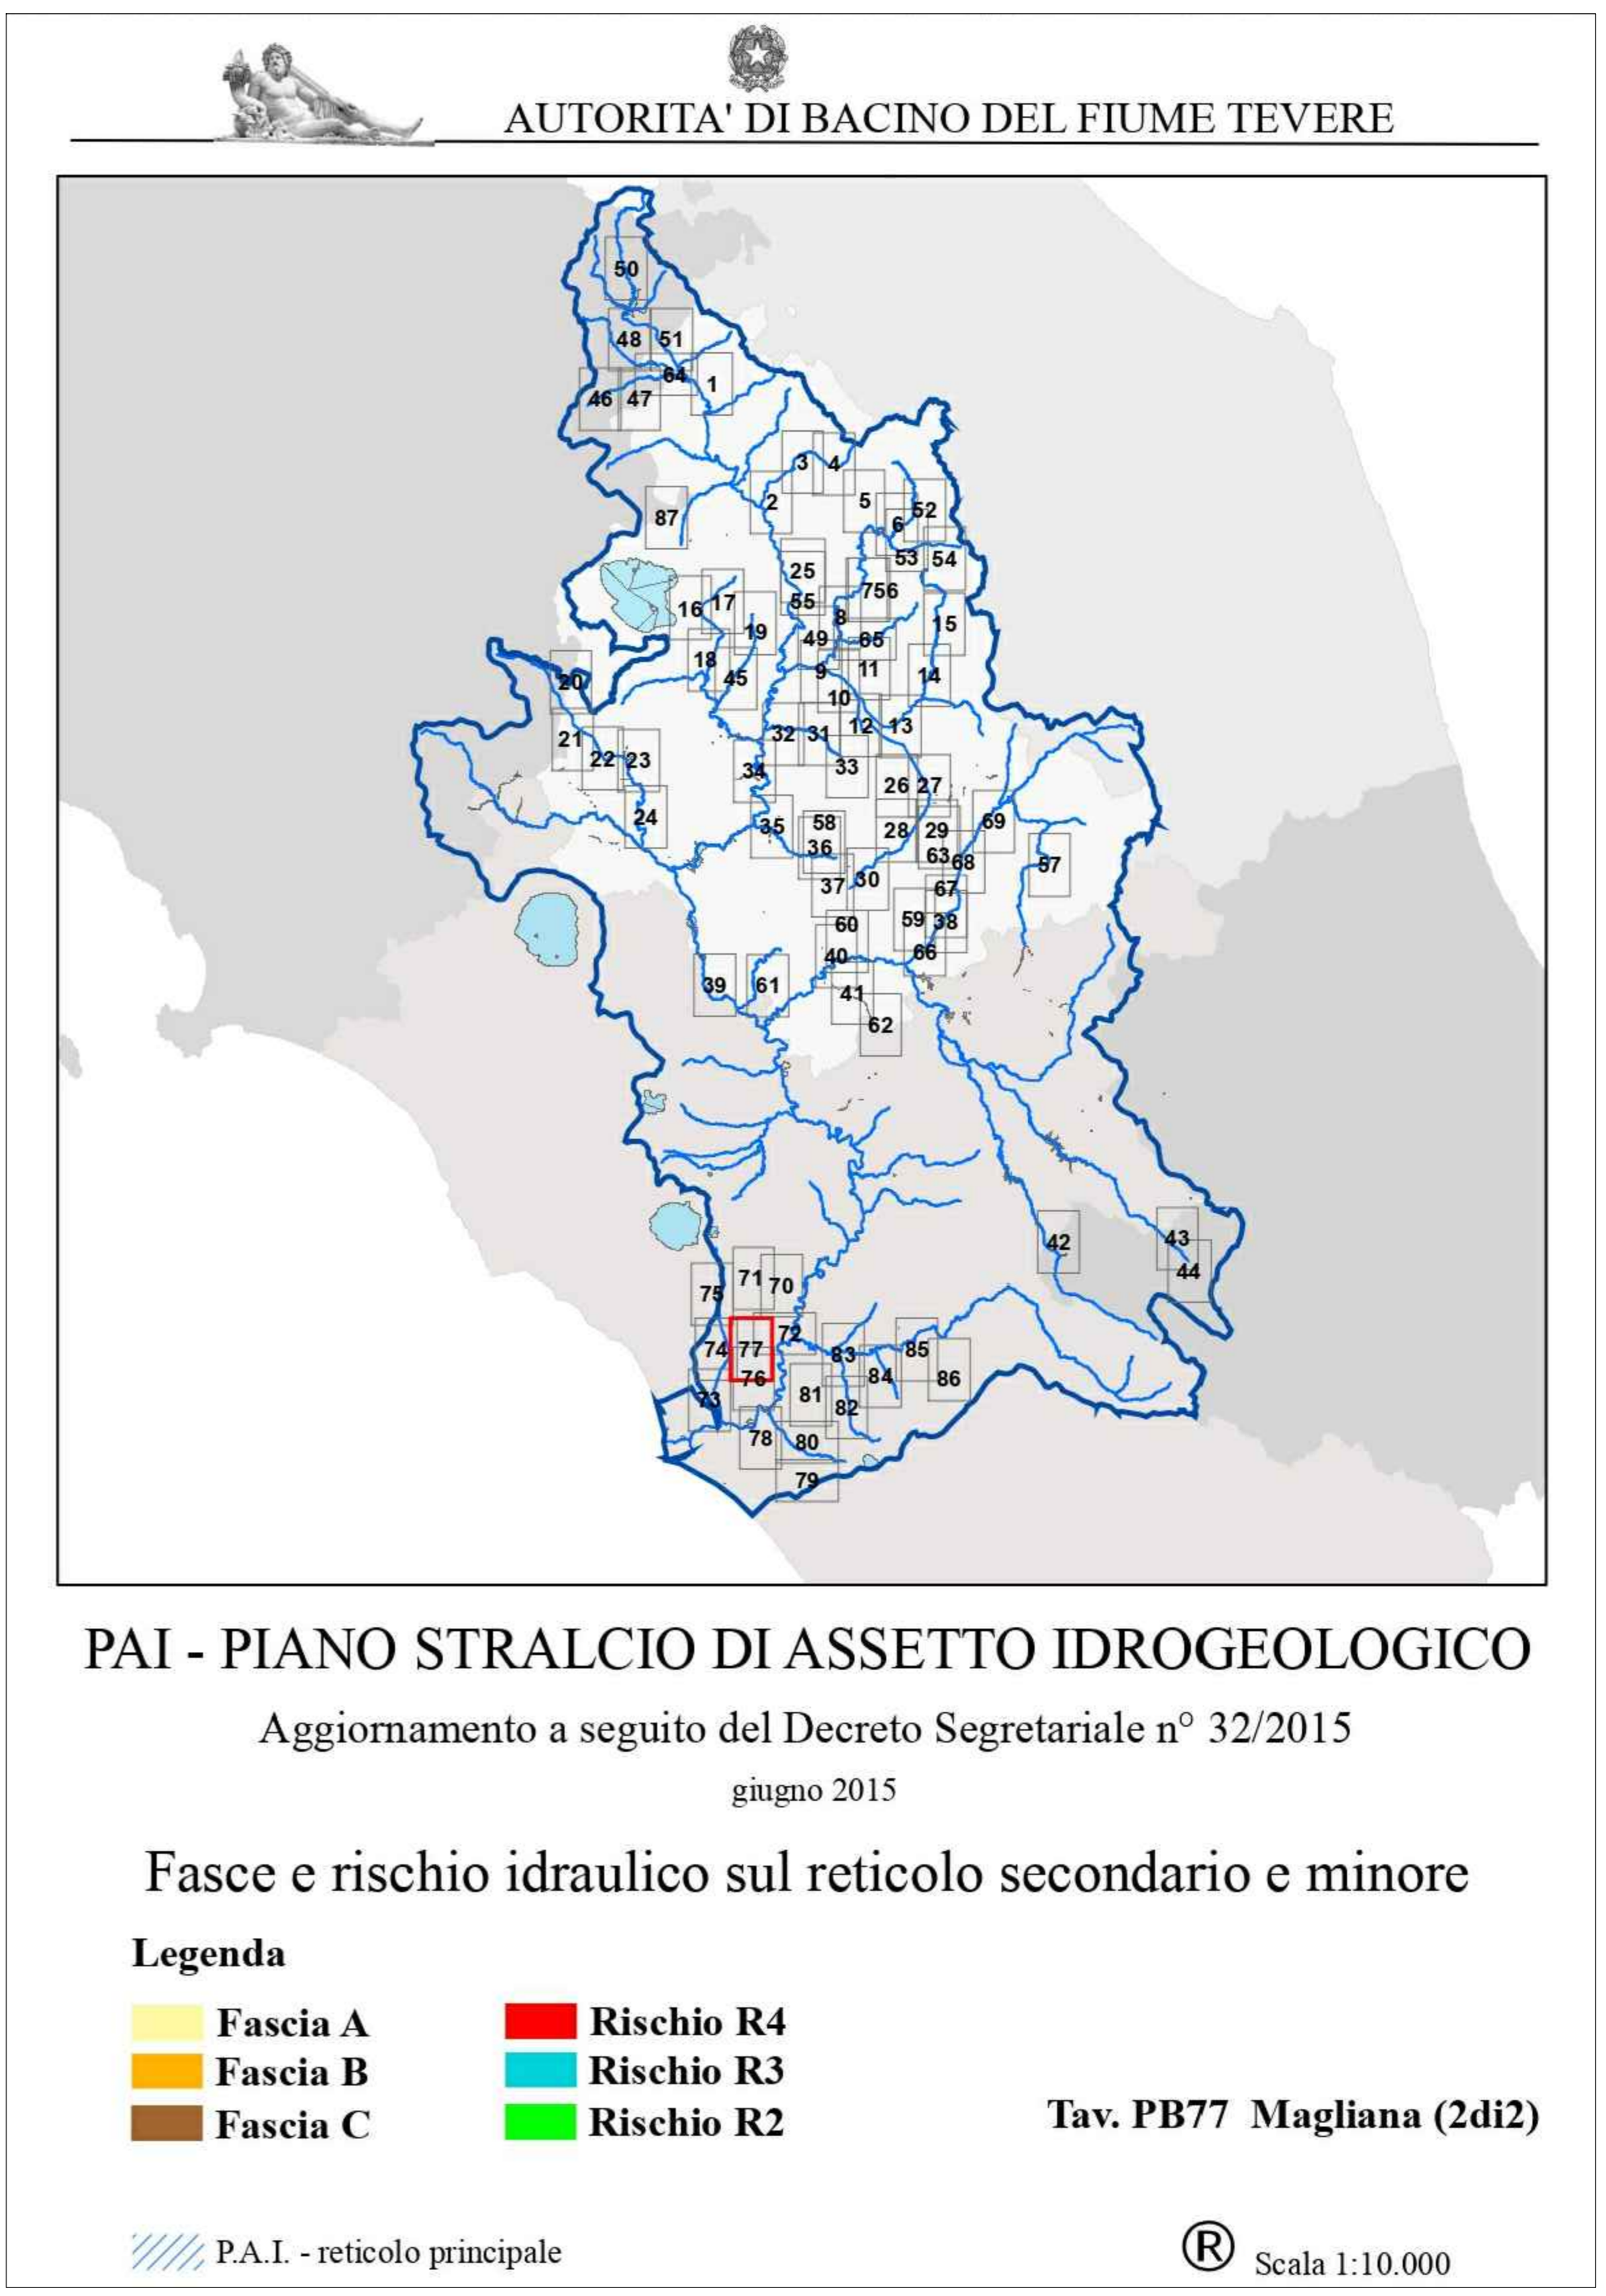 AUTORITA' DI BACINO DEL FIUME TEVERE
50
48 51
64 1
46 47
3 4
2 5 52
87 6
53 54
25
756
55
16 17 8
19 49 65 15
18 9 11 14
20 45
10
12 13
21 32 31
22 23 34 33
26 27
24 35 58 28 29 69
36 63 68 57
37 30 67
60 59 38
40 66
39 61 41
62
42 43
44
71 70
75
72
74 77 83 85
76 84 86
73 81 82
78 80
79
PAI - PIANO STRALCIO DI ASSETTO IDROGEOLOGICO
Aggiornamento a seguito del Decreto Segretariale n° 32/2015
giugno 2015
Fasce e rischio idraulico sul reticolo secondario e minore
Legenda
Fascia A
Rischio R4
Fascia B
Rischio R3
Fascia C
Rischio R2
Tav. PB77 Magliana (2di2)
P.A.I. - reticolo principale
® Scala 1:10.000